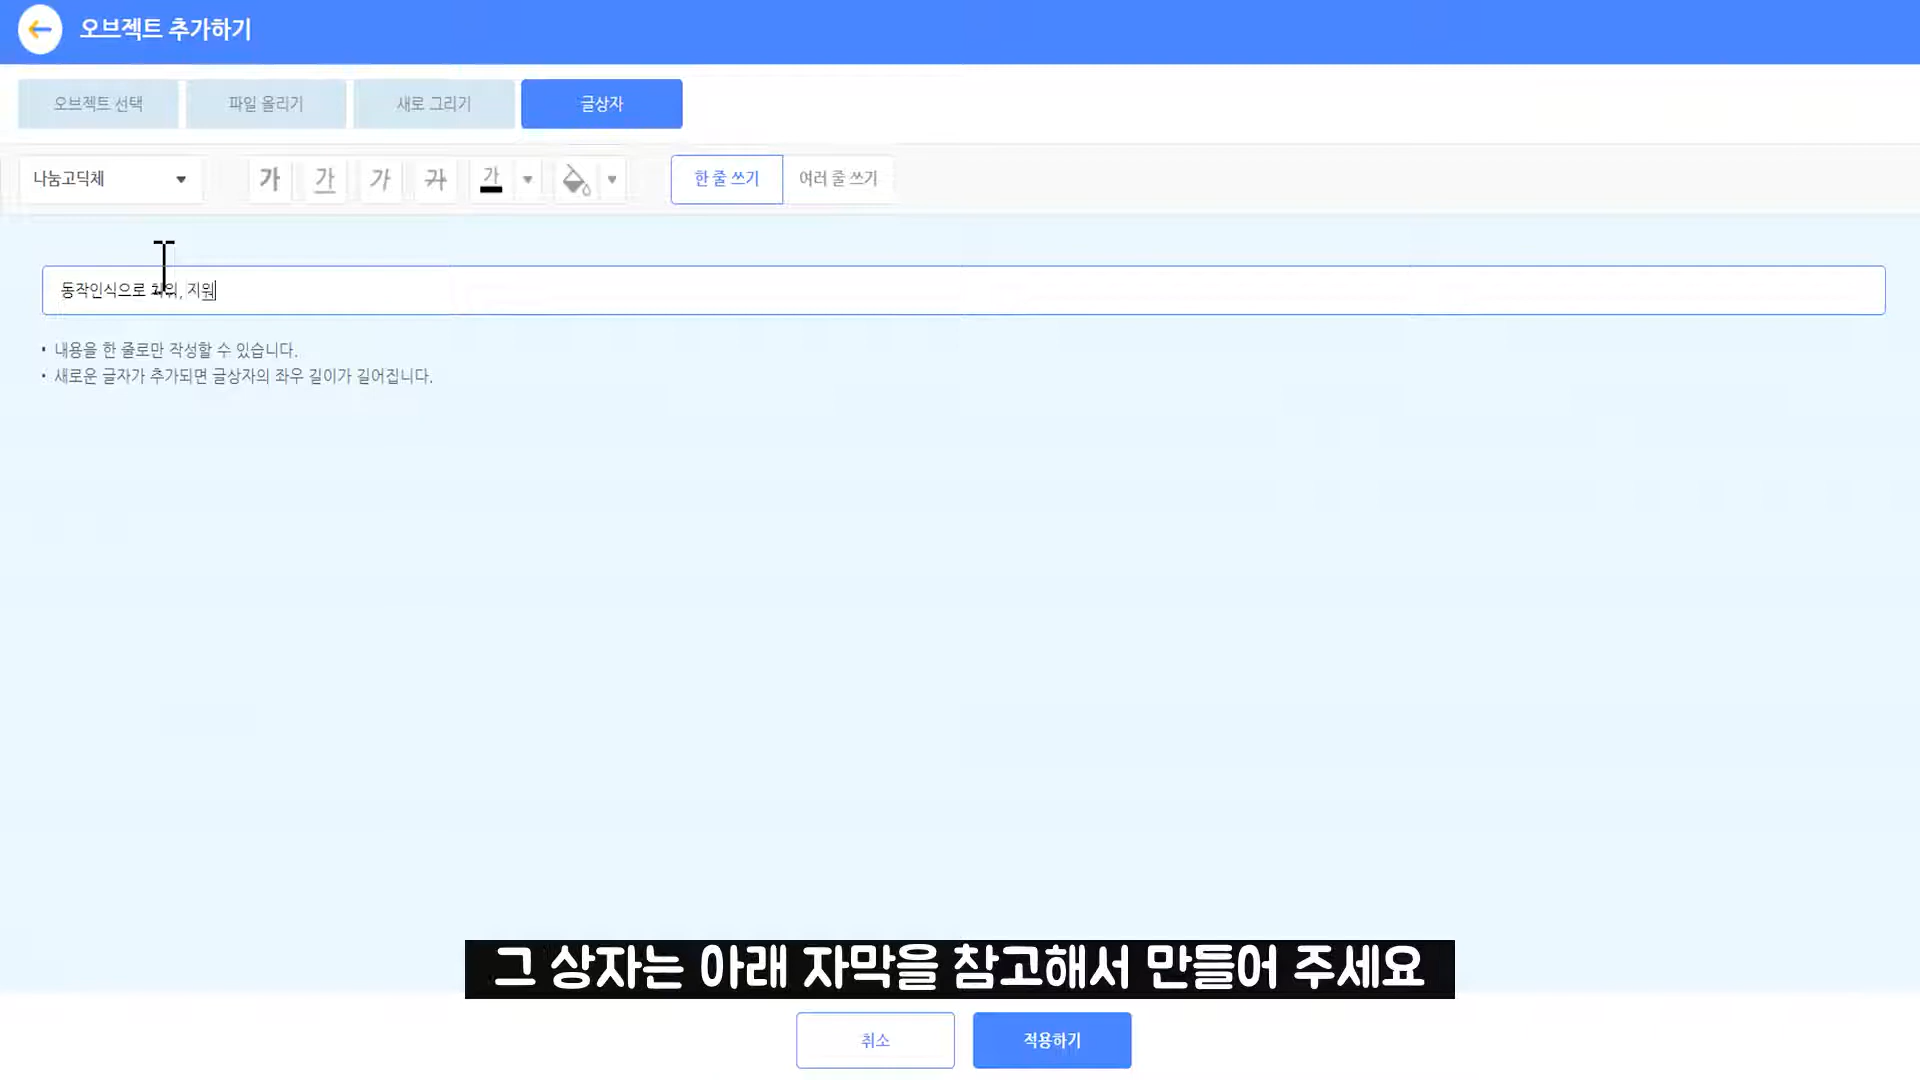 오브젝트 추가하기
오브젝트 선택 파일 올리기 새로 그리기 글상자
나눔고딕체 가 가 가 가 가 한 줄 쓰기 여러 줄 쓰기
동작인식으로 , 지원
• 내용을 한 줄로만 작성할 수 있습니다.
• 새로운 글자가 추가되면 글상자의 좌우 길이가 길어집니다.
그 상자는 아래 자막을 참고해서 만들어 주세요
취소 적용하기